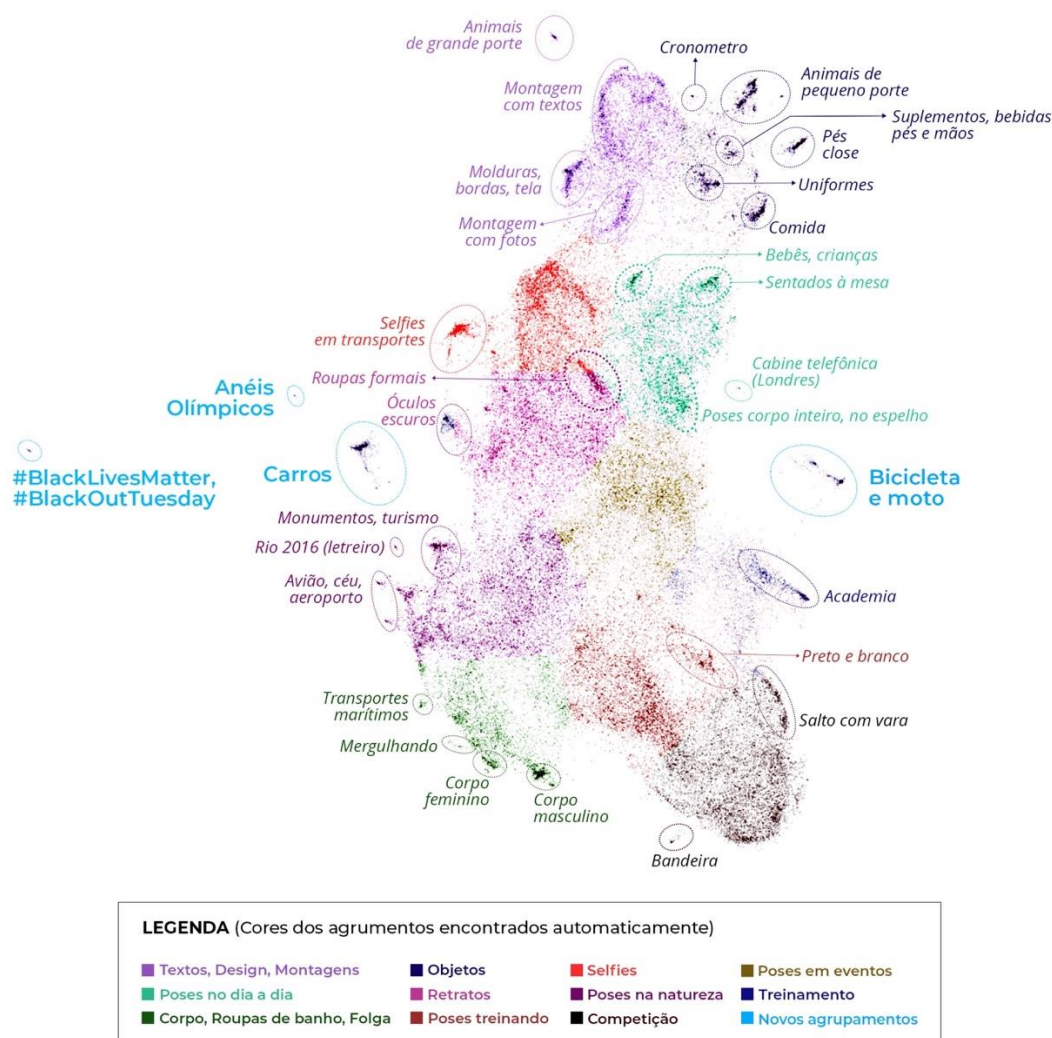 Animais
de grande porte
Cronometro
Montagem
com textos
Animais de
pequeno porte
Suplementos, bebidas
pés e mãos
Pés
close
Molduras,
bordas, tela
Uniformes
Montagem
com fotos
Comida
Bebês, crianças
Sentados à mesa
Selfies
em transportes
Cabine telefônica
(Londres)
Roupas formais
Anéis
Olímpicos
Óculos
escuros
Poses corpo inteiro, no espelho
#BlackLivesMatter,
#BlackOutTuesday
Carros
Bicicleta
e moto
Monumentos, turismo
Rio 2016 (letreiro)
Avião, céu,
aeroporto
Academia
Preto e branco
Transportes
marítimos
Salto com vara
Mergulhando
Corpo
feminino
Corpo
masculino
Bandeira
LEGENDA (Cores dos agrumentos encontrados automaticamente)
Textos, Design, Montagens
Objetos
Selfies
Poses em eventos
Poses no dia a dia
Retratos
Poses na natureza
Treinamento
Corpo, Roupas de banho, Folga
Poses treinando
Competição
Novos agrupamentos